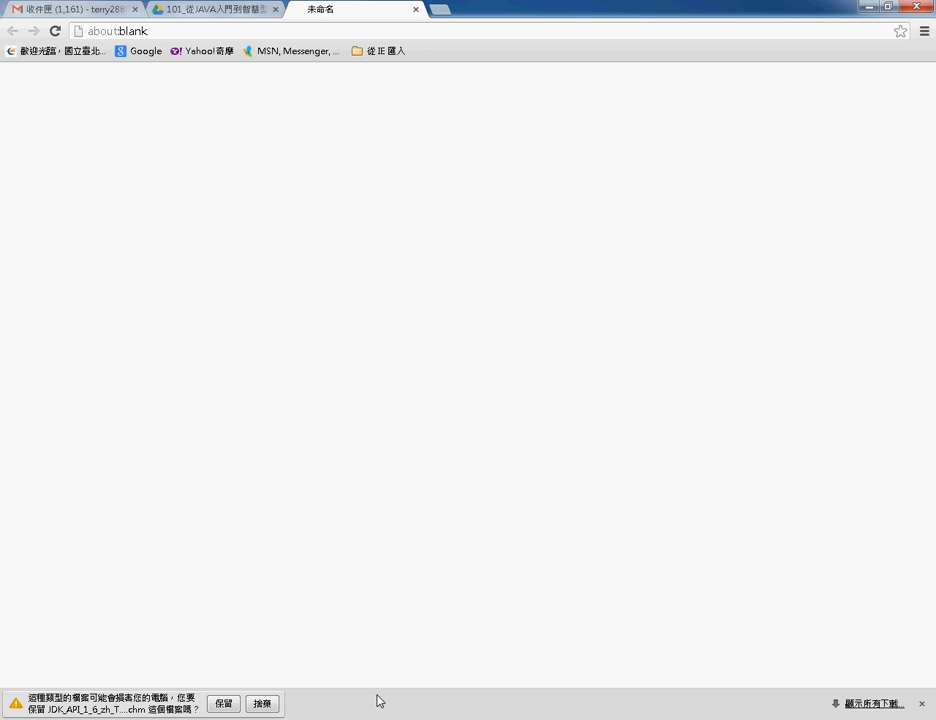 收件匣 (1,161) - terry288
101_從JAVA入門到智慧型
未命名
about:blank
歡迎光臨，國立臺北...
Google
Yahoo!奇摩
MSN, Messenger, ...
從 IE 匯入
這種類型的檔案可能會損害您的電腦，您要
保留 JDK_API_1_6_zh_T....chm 這個檔案嗎？
保留
捨棄
顯示所有下載...